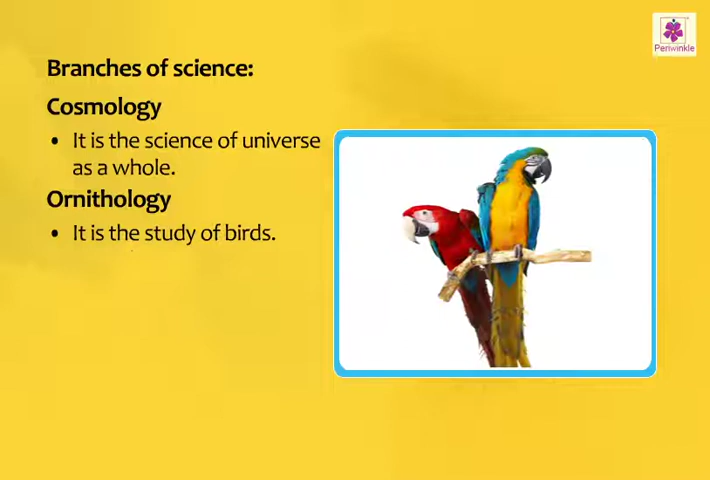 Periwinkle
Branches of science:
Cosmology
• It is the science of universe
as a whole.
Ornithology
• It is the study of birds.